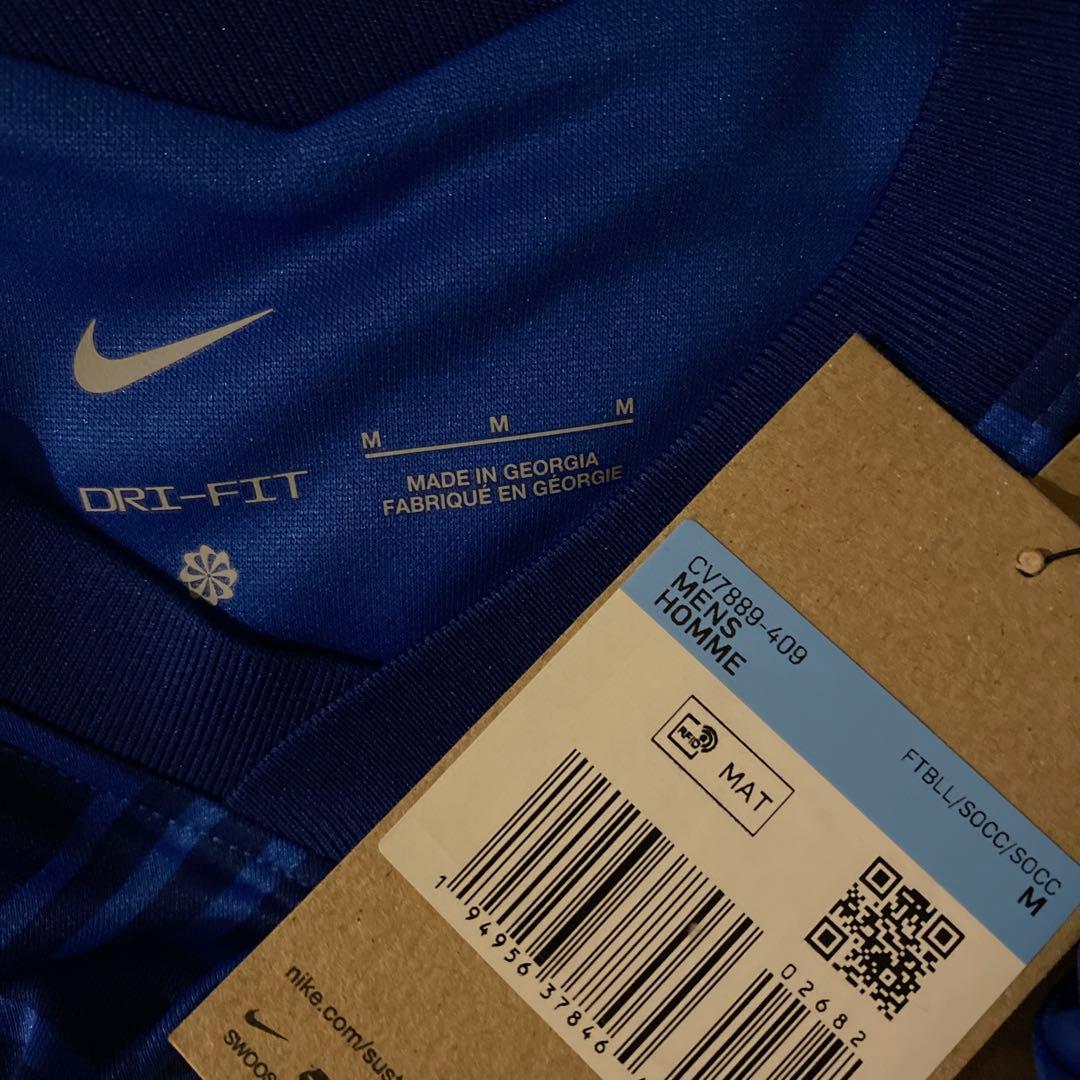 DRI-FIT
M M M
MADE IN GEORGIA
FABRIQUÉ EN GÉORGIE
CV7889-409
MENS
HOMME
FTBLL/SOCC/SOCC
M
RFID
MAT
1 94956 37846
02682
nike.com/sust
swoos